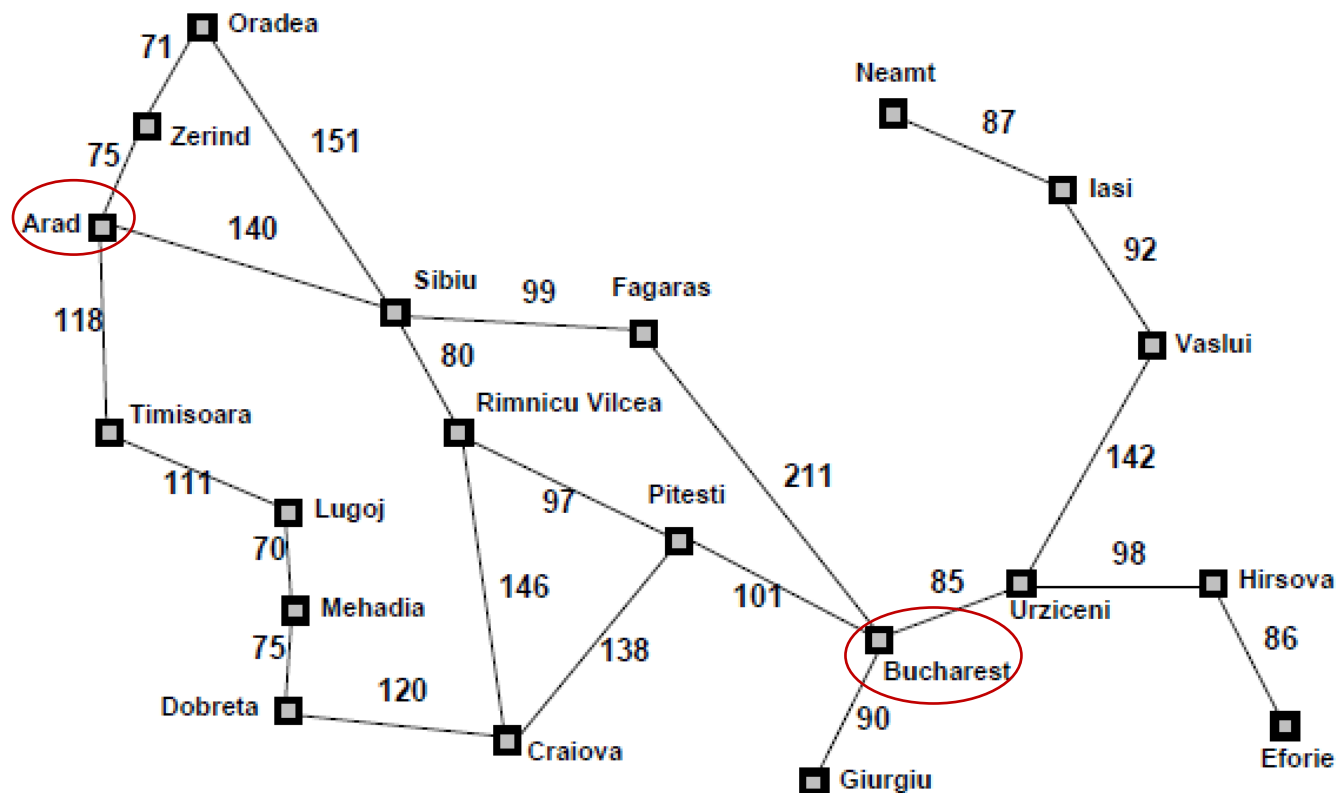 Oradea
71
Neamt
87
Zerind
151
75
Iasi
Arad
140
92
Sibiu
99
Fagaras
118
80
Vaslui
Timisoara
Rimnicu Vilcea
142
111
97
Pitesti
211
Lugoj
70
98
146
101
85
Hirsova
Mehadia
Urziceni
75
138
86
Bucharest
120
Dobreta
90
Craiova
Eforie
Giurgiu